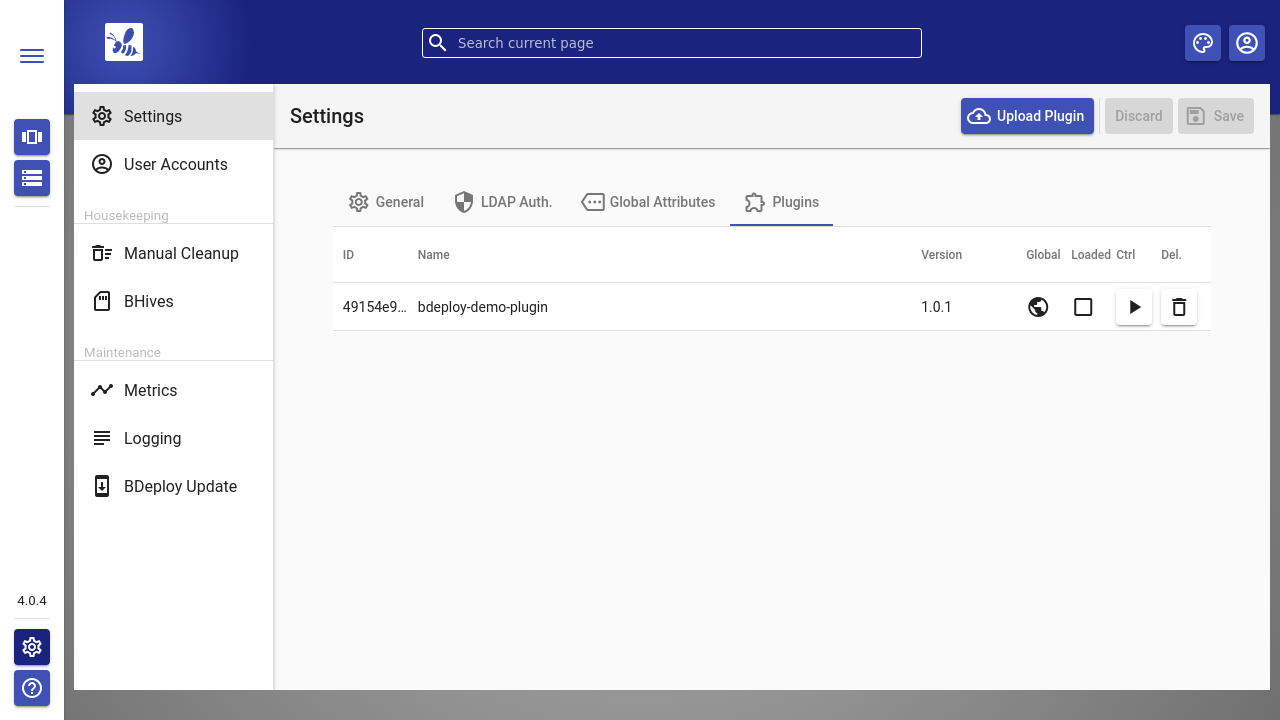 Search current page
Settings
User Accounts
Housekeeping
Manual Cleanup
BHives
Maintenance
Metrics
Logging
BDeploy Update
4.0.4
Settings
Upload Plugin
Discard
Save
General
LDAP Auth.
Global Attributes
Plugins
ID Name Version Global Loaded Ctrl Del.
49154e9… bdeploy-demo-plugin 1.0.1